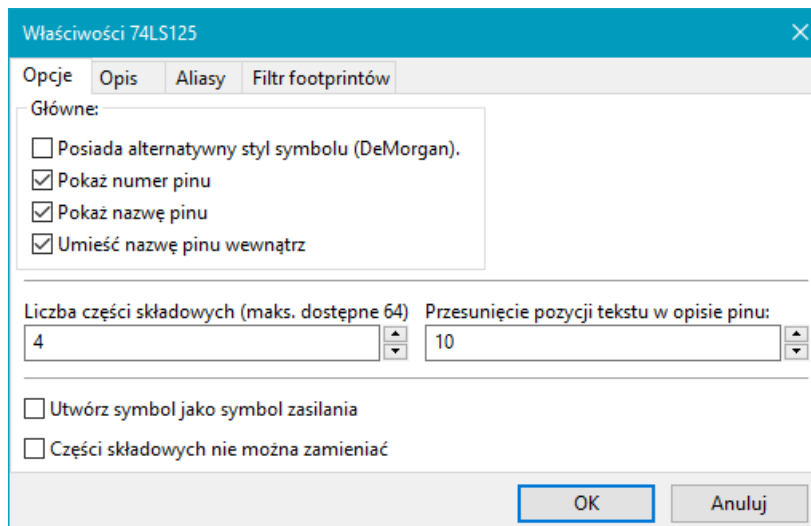 Właściwości 74LS125
Opcje Opis Aliasy Filtr footprintów
Główne:
Posiada alternatywny styl symbolu (DeMorgan).
Pokaż numer pinu
Pokaż nazwę pinu
Umieść nazwę pinu wewnątrz
Liczba części składowych (maks. dostępne 64) Przesunięcie pozycji tekstu w opisie pinu:
4 10
Utwórz symbol jako symbol zasilania
Części składowych nie można zamieniać
OK Anuluj